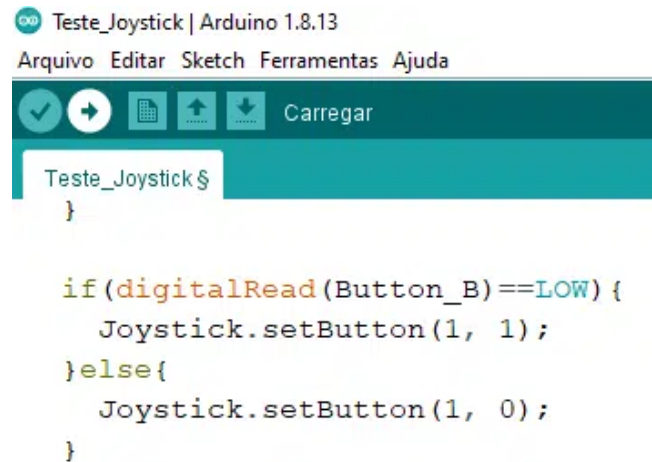 Teste_Joystick | Arduino 1.8.13
Arquivo Editar Sketch Ferramentas Ajuda
Carregar
Teste_Joystick §
}
if(digitalRead(Button_B)==LOW){
Joystick.setButton(1, 1);
}else{
Joystick.setButton(1, 0);
}